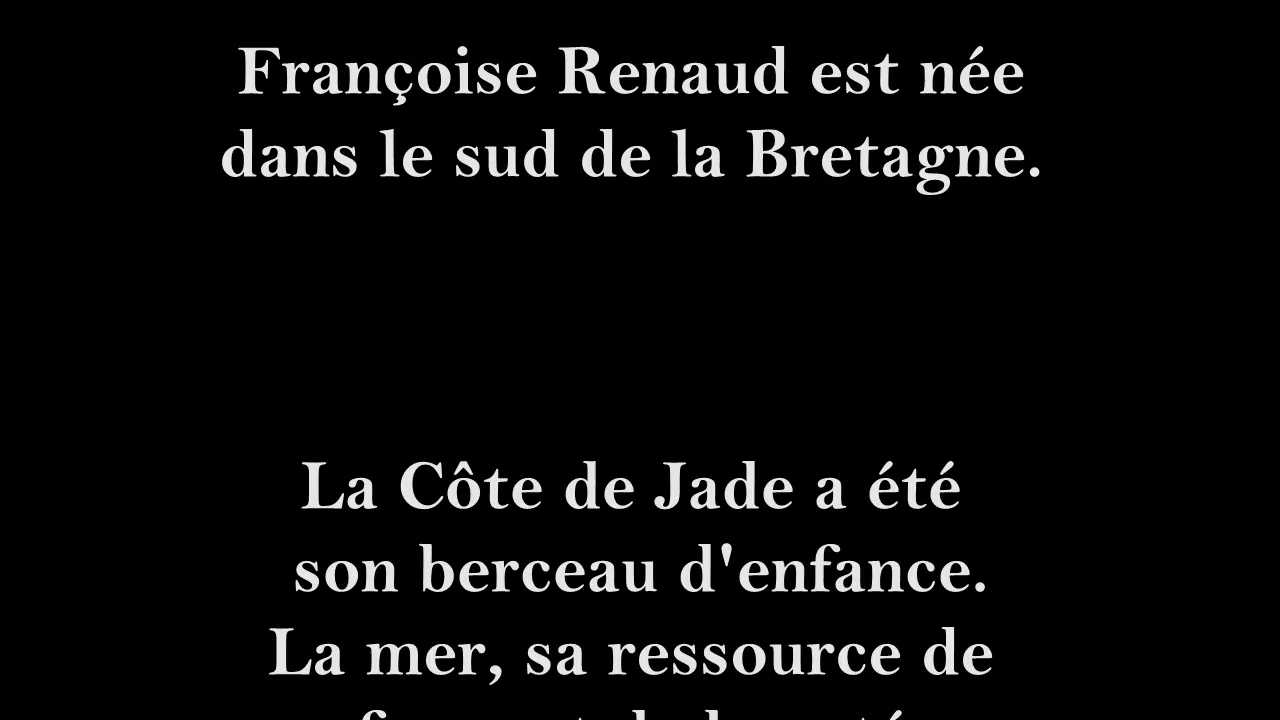 Françoise Renaud est née
dans le sud de la Bretagne.
La Côte de Jade a été
son berceau d'enfance.
La mer, sa ressource de